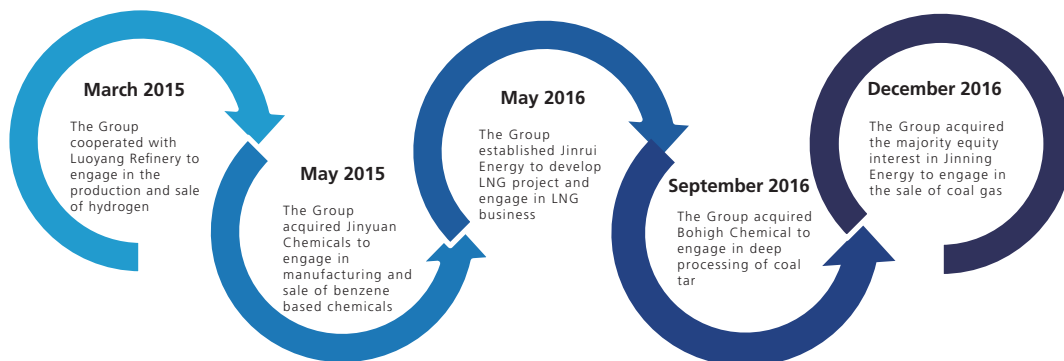 March 2015
The Group
cooperated with
Luoyang Refinery to
engage in the
production and sale
of hydrogen
May 2015
The Group
acquired Jinyuan
Chemicals to
engage in
manufacturing and
sale of benzene
based chemicals
May 2016
The Group
established Jinrui
Energy to develop
LNG project and
engage in LNG
business
September 2016
The Group acquired
Bohigh Chemical to
engage in deep
processing of coal
tar
December 2016
The Group acquired
the majority equity
interest in Jinning
Energy to engage in
the sale of coal gas